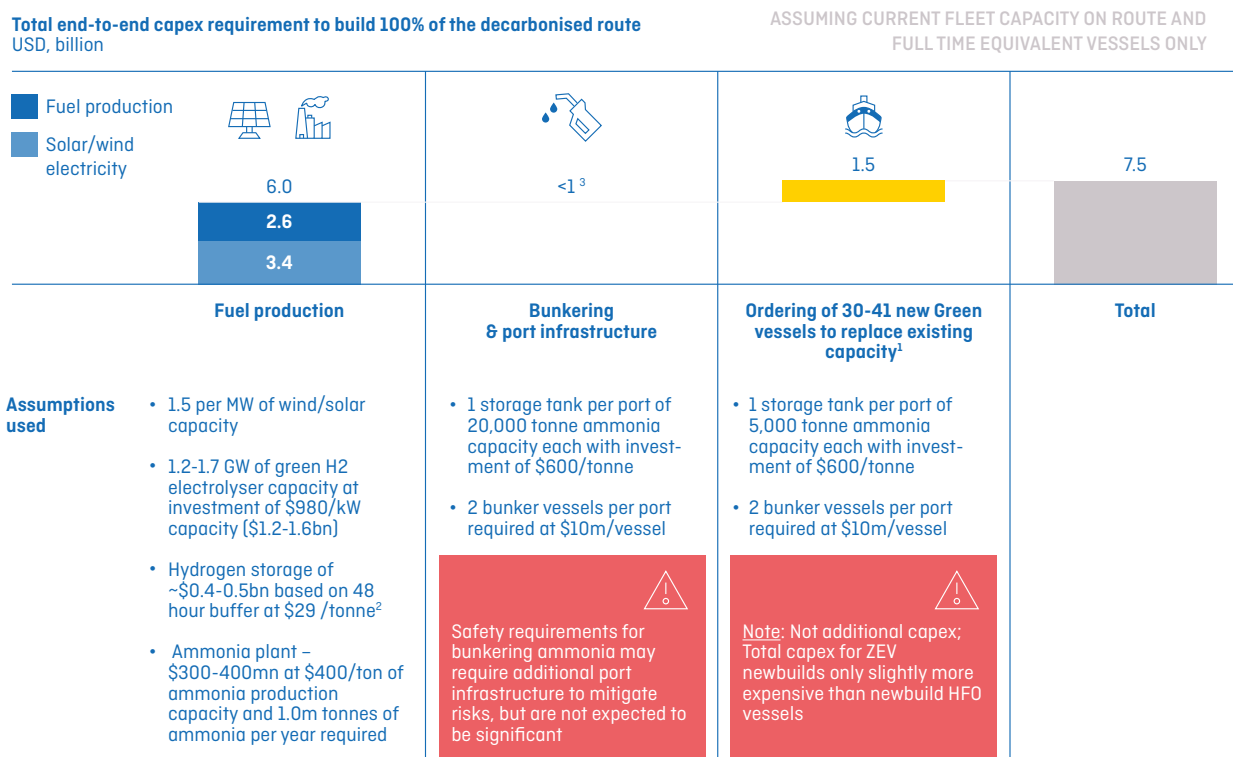 Total end-to-end capex requirement to build 100% of the decarbonised route
USD, billion
ASSUMING CURRENT FLEET CAPACITY ON ROUTE AND
FULL TIME EQUIVALENT VESSELS ONLY
Fuel production
Solar/wind
electricity
6.0
2.6
3.4
<1 3
1.5
7.5
Fuel production
Bunkering
& port infrastructure
Ordering of 30-41 new Green
vessels to replace existing
capacity1
Total
Assumptions
used
• 1.5 per MW of wind/solar
capacity
• 1.2-1.7 GW of green H2
electrolyser capacity at
investment of $980/kW
capacity ($1.2-1.6bn)
• Hydrogen storage of
~$0.4-0.5bn based on 48
hour buffer at $29 /tonne2
• Ammonia plant –
$300-400mn at $400/ton of
ammonia production
capacity and 1.0m tonnes of
ammonia per year required
• 1 storage tank per port of
20,000 tonne ammonia
capacity each with invest-
ment of $600/tonne
• 2 bunker vessels per port
required at $10m/vessel
Safety requirements for
bunkering ammonia may
require additional port
infrastructure to mitigate
risks, but are not expected to
be significant
• 1 storage tank per port of
5,000 tonne ammonia
capacity each with invest-
ment of $600/tonne
• 2 bunker vessels per port
required at $10m/vessel
Note: Not additional capex;
Total capex for ZEV
newbuilds only slightly more
expensive than newbuild HFO
vessels